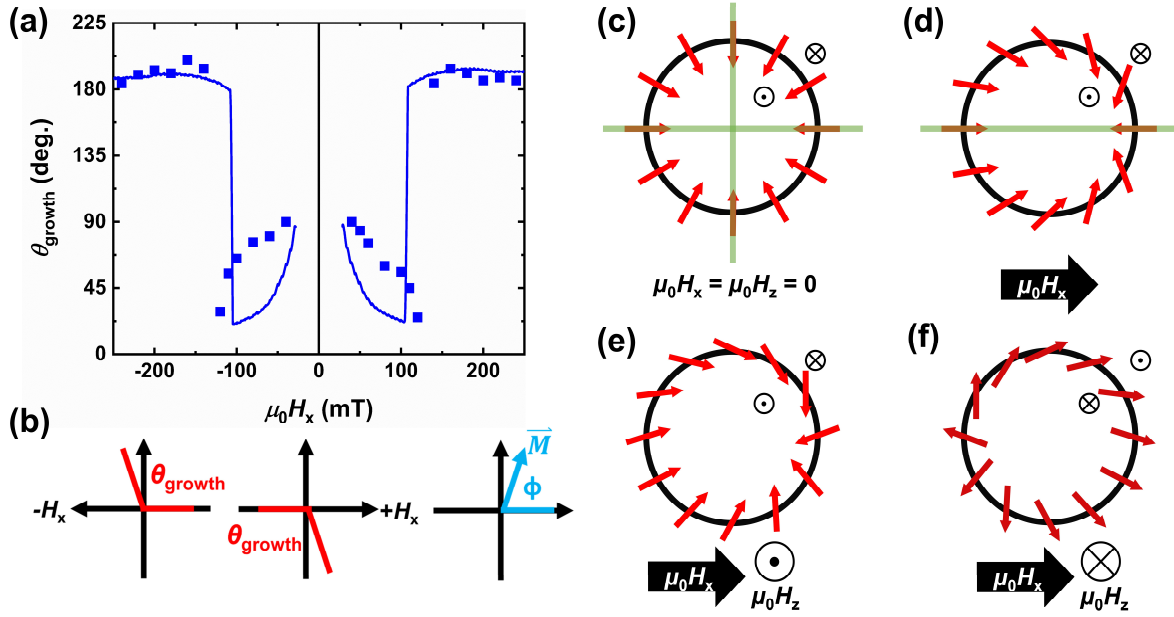 (a)
225
180
135
90
45
0
θgrowth (deg.)
-200 -100 0 100 200
μ0Hx (mT)
(b)
-Hx
θgrowth
θgrowth
+Hx
M
ϕ
(c)
μ0Hx = μ0Hz = 0
(d)
μ0Hx
(e)
μ0Hx
μ0Hz
(f)
μ0Hx
μ0Hz